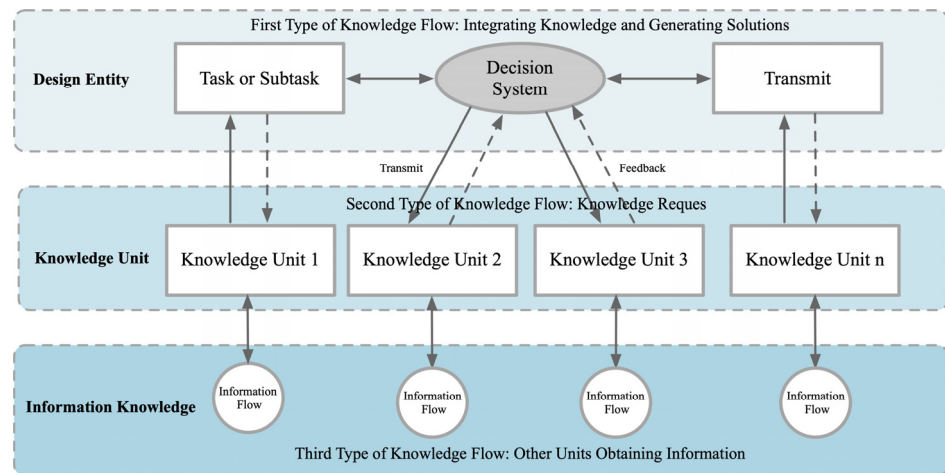 First Type of Knowledge Flow: Integrating Knowledge and Generating Solutions
Design Entity
Task or Subtask
Decision
System
Transmit
Transmit
Feedback
Second Type of Knowledge Flow: Knowledge Reques
Knowledge Unit
Knowledge Unit 1
Knowledge Unit 2
Knowledge Unit 3
Knowledge Unit n
Information Knowledge
Information
Flow
Information
Flow
Information
Flow
Information
Flow
Third Type of Knowledge Flow: Other Units Obtaining Information